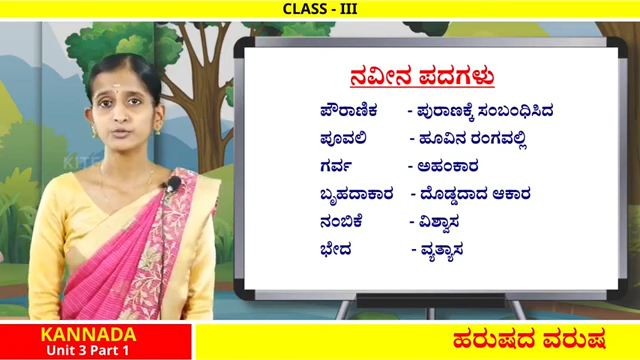 CLASS - III
ನವೀನ ಪದಗಳು
ಪೌರಾಣಿಕ - ಪುರಾಣಕ್ಕೆ ಸಂಬಂಧಿಸಿದ
ಪೂವಲಿ - ಹೂವಿನ ರಂಗವಲ್ಲಿ
ಗರ್ವ - ಅಹಂಕಾರ
ಬೃಹದಾಕಾರ - ದೊಡ್ಡದಾದ ಆಕಾರ
ನಂಬಿಕೆ - ವಿಶ್ವಾಸ
ಭೇದ - ವ್ಯತ್ಯಾಸ
KANNADA
Unit 3 Part 1
ಹರುಷದ ವರುಷ